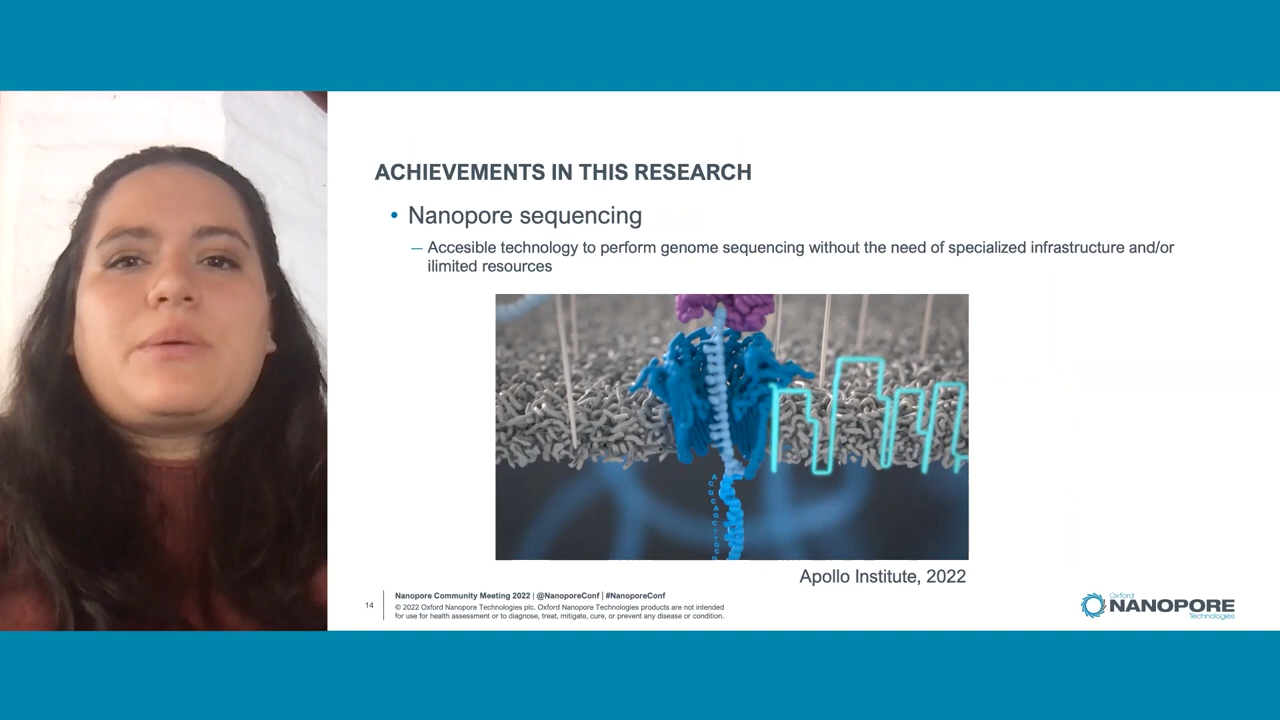 ACHIEVEMENTS IN THIS RESEARCH
• Nanopore sequencing
— Accesible technology to perform genome sequencing without the need of specialized infrastructure and/or
ilimited resources
Apollo Institute, 2022
14
Nanopore Community Meeting 2022 | @NanoporeConf | #NanoporeConf
© 2022 Oxford Nanopore Technologies plc. Oxford Nanopore Technologies products are not intended
for use for health assessment or to diagnose, treat, mitigate, cure, or prevent any disease or condition.
Oxford
NANOPORE
Technologies